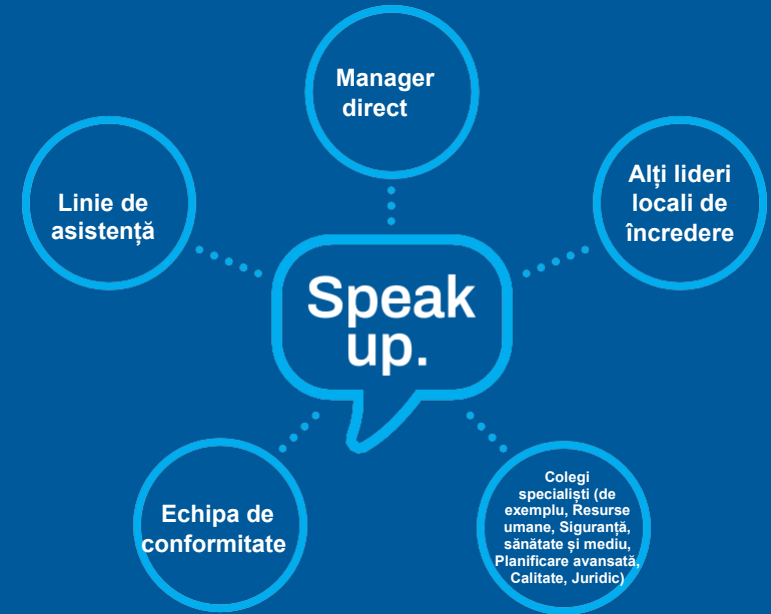 Manager
direct
Linie de
asistență
Alți lideri
locali de
încredere
Speak
up.
Echipa de
conformitate
Colegi
specialiști (de
exemplu, Resurse
umane, Siguranță,
sănătate și mediu,
Planificare avansată,
Calitate, Juridic)